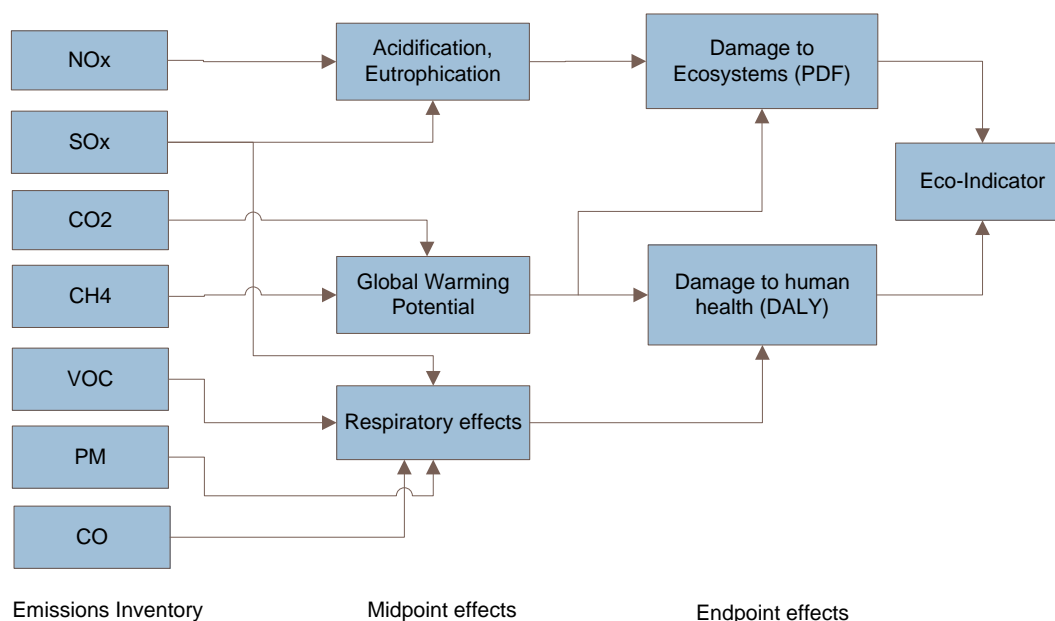 NOx
SOx
CO2
CH4
VOC
PM
CO
Acidification,
Eutrophication
Global Warming
Potential
Respiratory effects
Damage to
Ecosystems (PDF)
Damage to human
health (DALY)
Eco-Indicator
Emissions Inventory
Midpoint effects
Endpoint effects